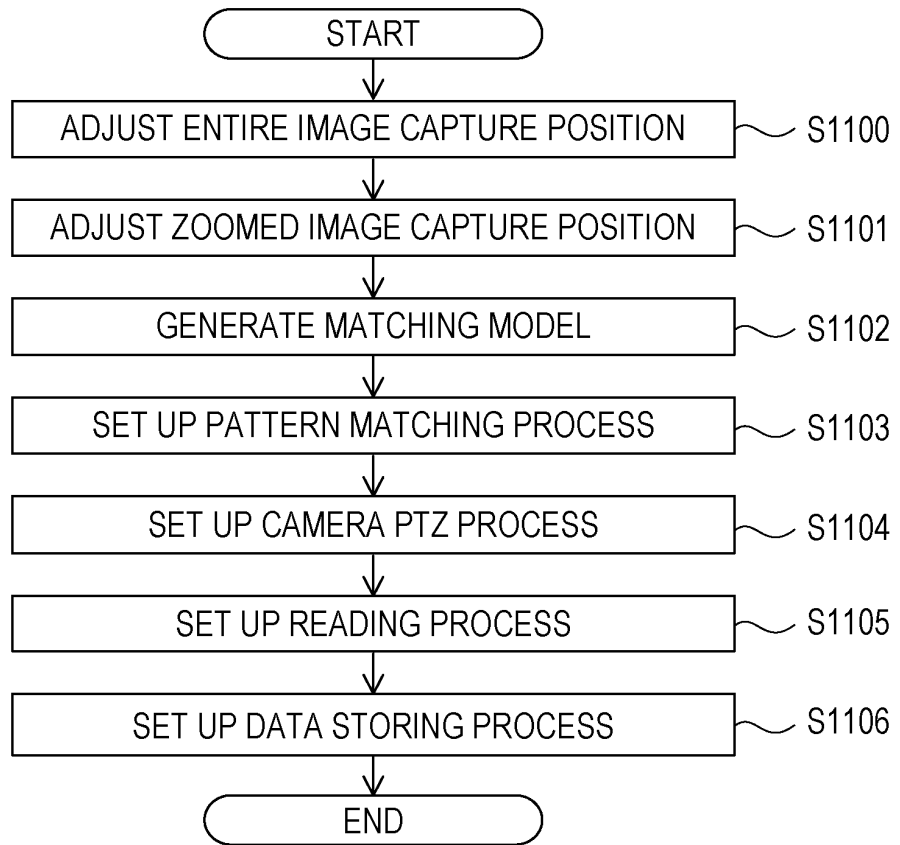 START
ADJUST ENTIRE IMAGE CAPTURE POSITION S1100
ADJUST ZOOMED IMAGE CAPTURE POSITION S1101
GENERATE MATCHING MODEL S1102
SET UP PATTERN MATCHING PROCESS S1103
SET UP CAMERA PTZ PROCESS S1104
SET UP READING PROCESS S1105
SET UP DATA STORING PROCESS S1106
END